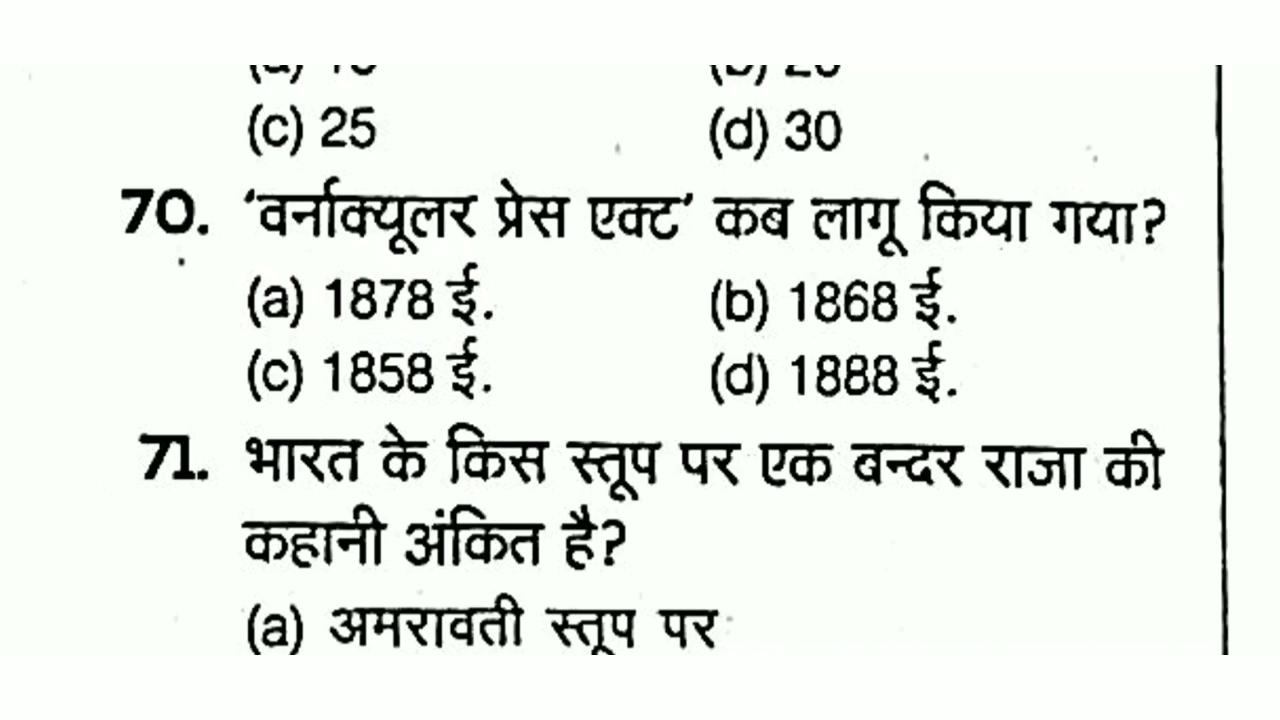 (c) 25 (d) 30
70. ‘वर्नाक्यूलर प्रेस एक्ट’ कब लागू किया गया?
(a) 1878 ई. (b) 1868 ई.
(c) 1858 ई. (d) 1888 ई.
71. भारत के किस स्तूप पर एक बन्दर राजा की
कहानी अंकित है?
(a) अमरावती स्तूप पर